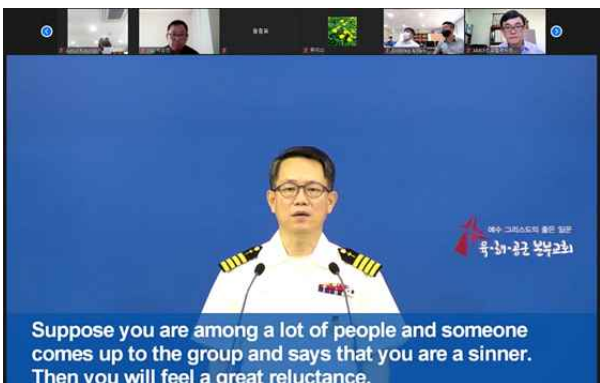 예수 그리스도의 좋은 일꾼
육·해·공군 본부교회
Suppose you are among a lot of people and someone
comes up to the group and says that you are a sinner.
Then you will feel a great reluctance.